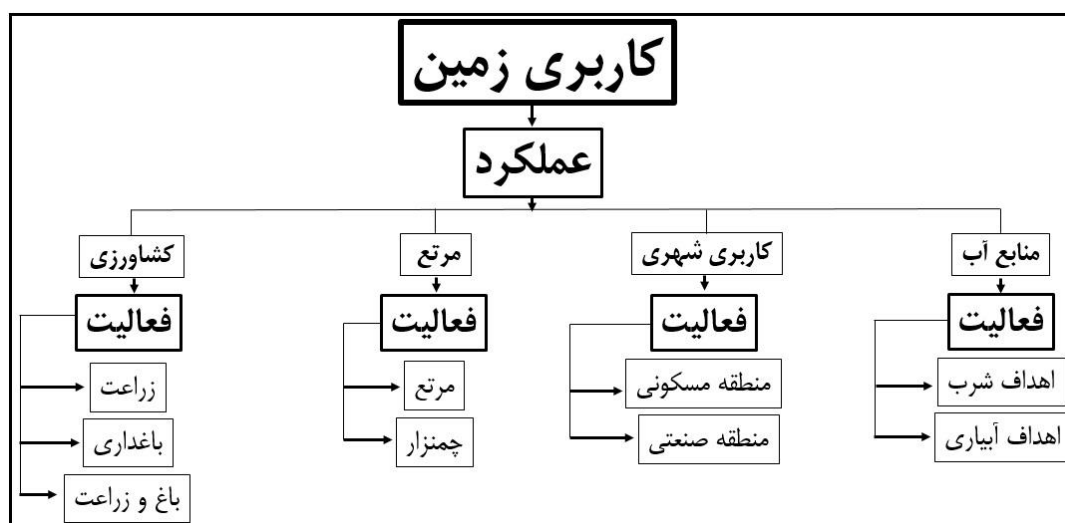 کاربری زمین
عملکرد
منابع آب
کاربری شهری
مرتع
کشاورزی
فعالیت
فعالیت
فعالیت
فعالیت
اهداف شرب
اهداف آبیاری
منطقه مسکونی
منطقه صنعتی
مرتع
چمنزار
زراعت
باغداری
باغ و زراعت